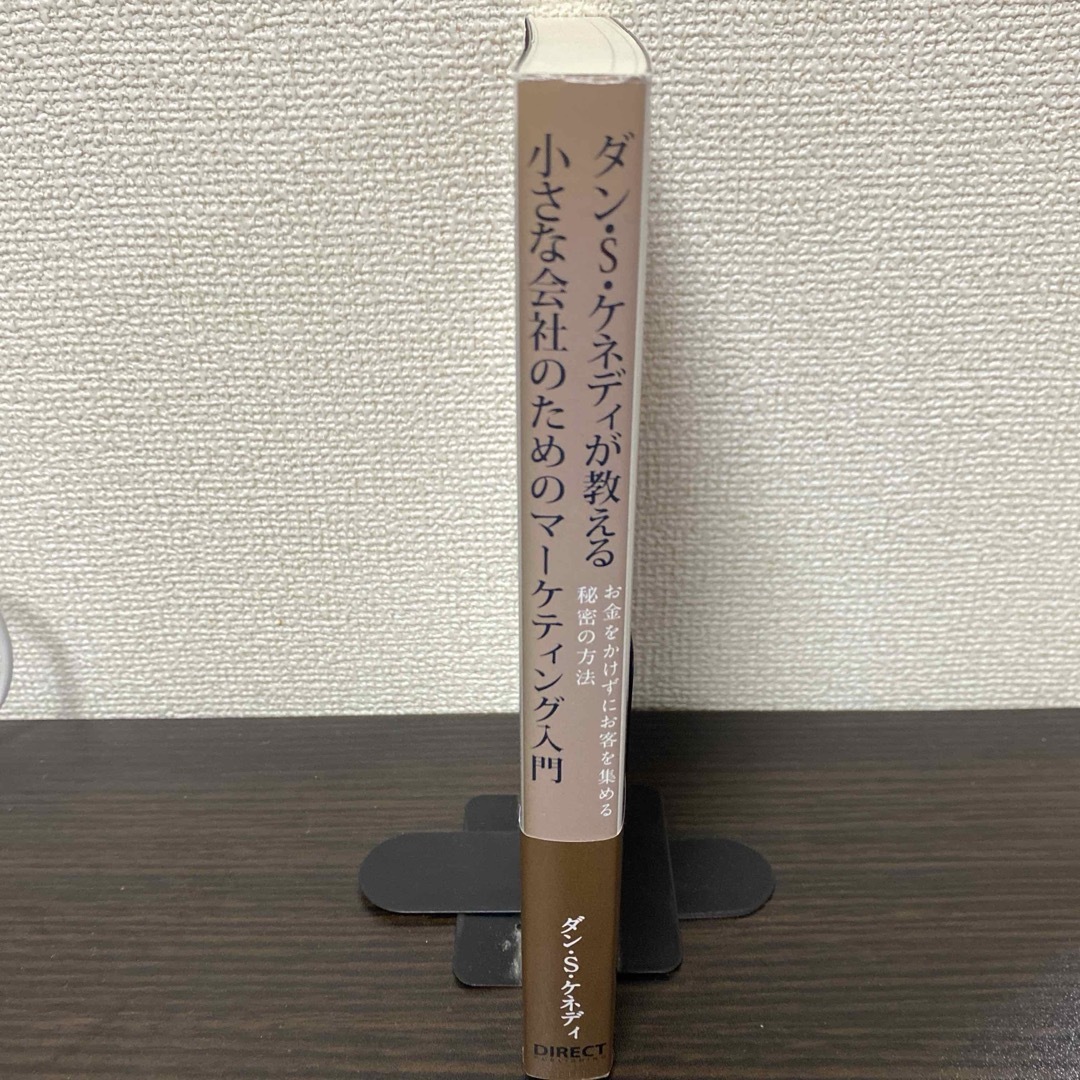 ダン・S・ケネディが教える
小さな会社のためのマーケティング入門
お金をかけずにお客を集める
秘密の方法
ダン・S・ケネディ
DIRECT